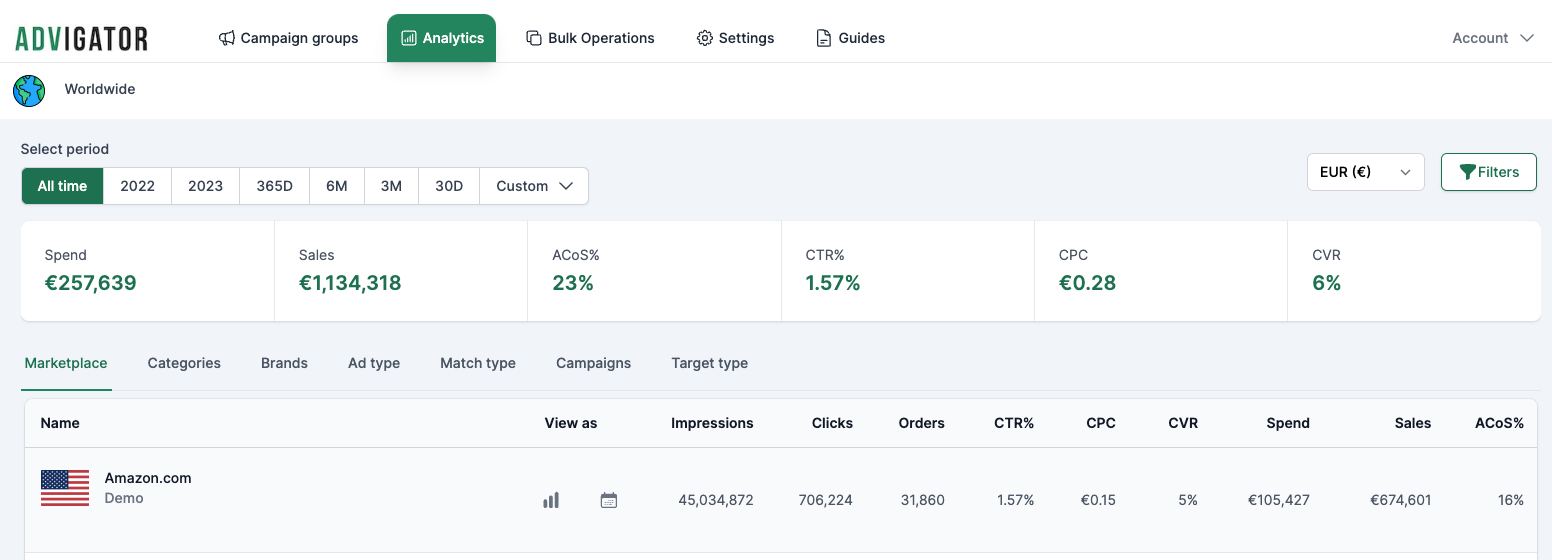 ADVIGATOR
Campaign groups
Analytics
Bulk Operations
Settings
Guides
Account
Worldwide
Select period
All time 2022 2023 365D 6M 3M 30D Custom
EUR (€)
Filters
Spend Sales ACoS% CTR% CPC CVR
€257,639 €1,134,318 23% 1.57% €0.28 6%
Marketplace Categories Brands Ad type Match type Campaigns Target type
Name View as Impressions Clicks Orders CTR% CPC CVR Spend Sales ACoS%
Amazon.com
Demo
45,034,872 706,224 31,860 1.57% €0.15 5% €105,427 €674,601 16%